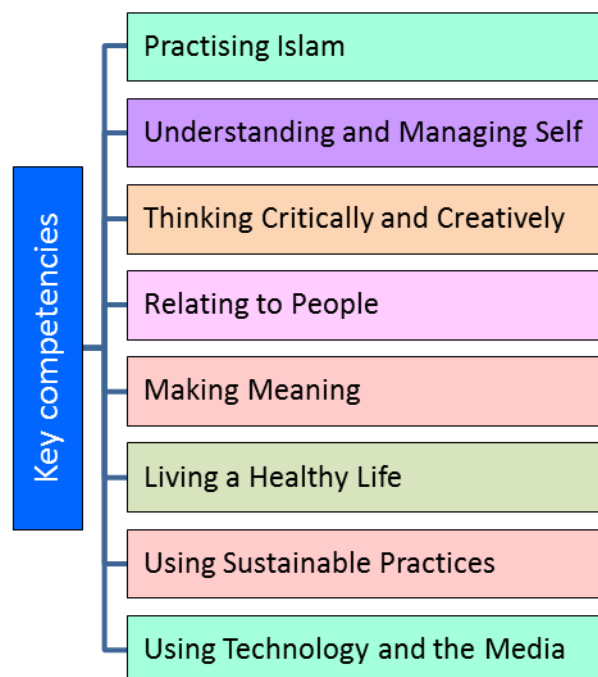 Key competencies
Practising Islam
Understanding and Managing Self
Thinking Critically and Creatively
Relating to People
Making Meaning
Living a Healthy Life
Using Sustainable Practices
Using Technology and the Media